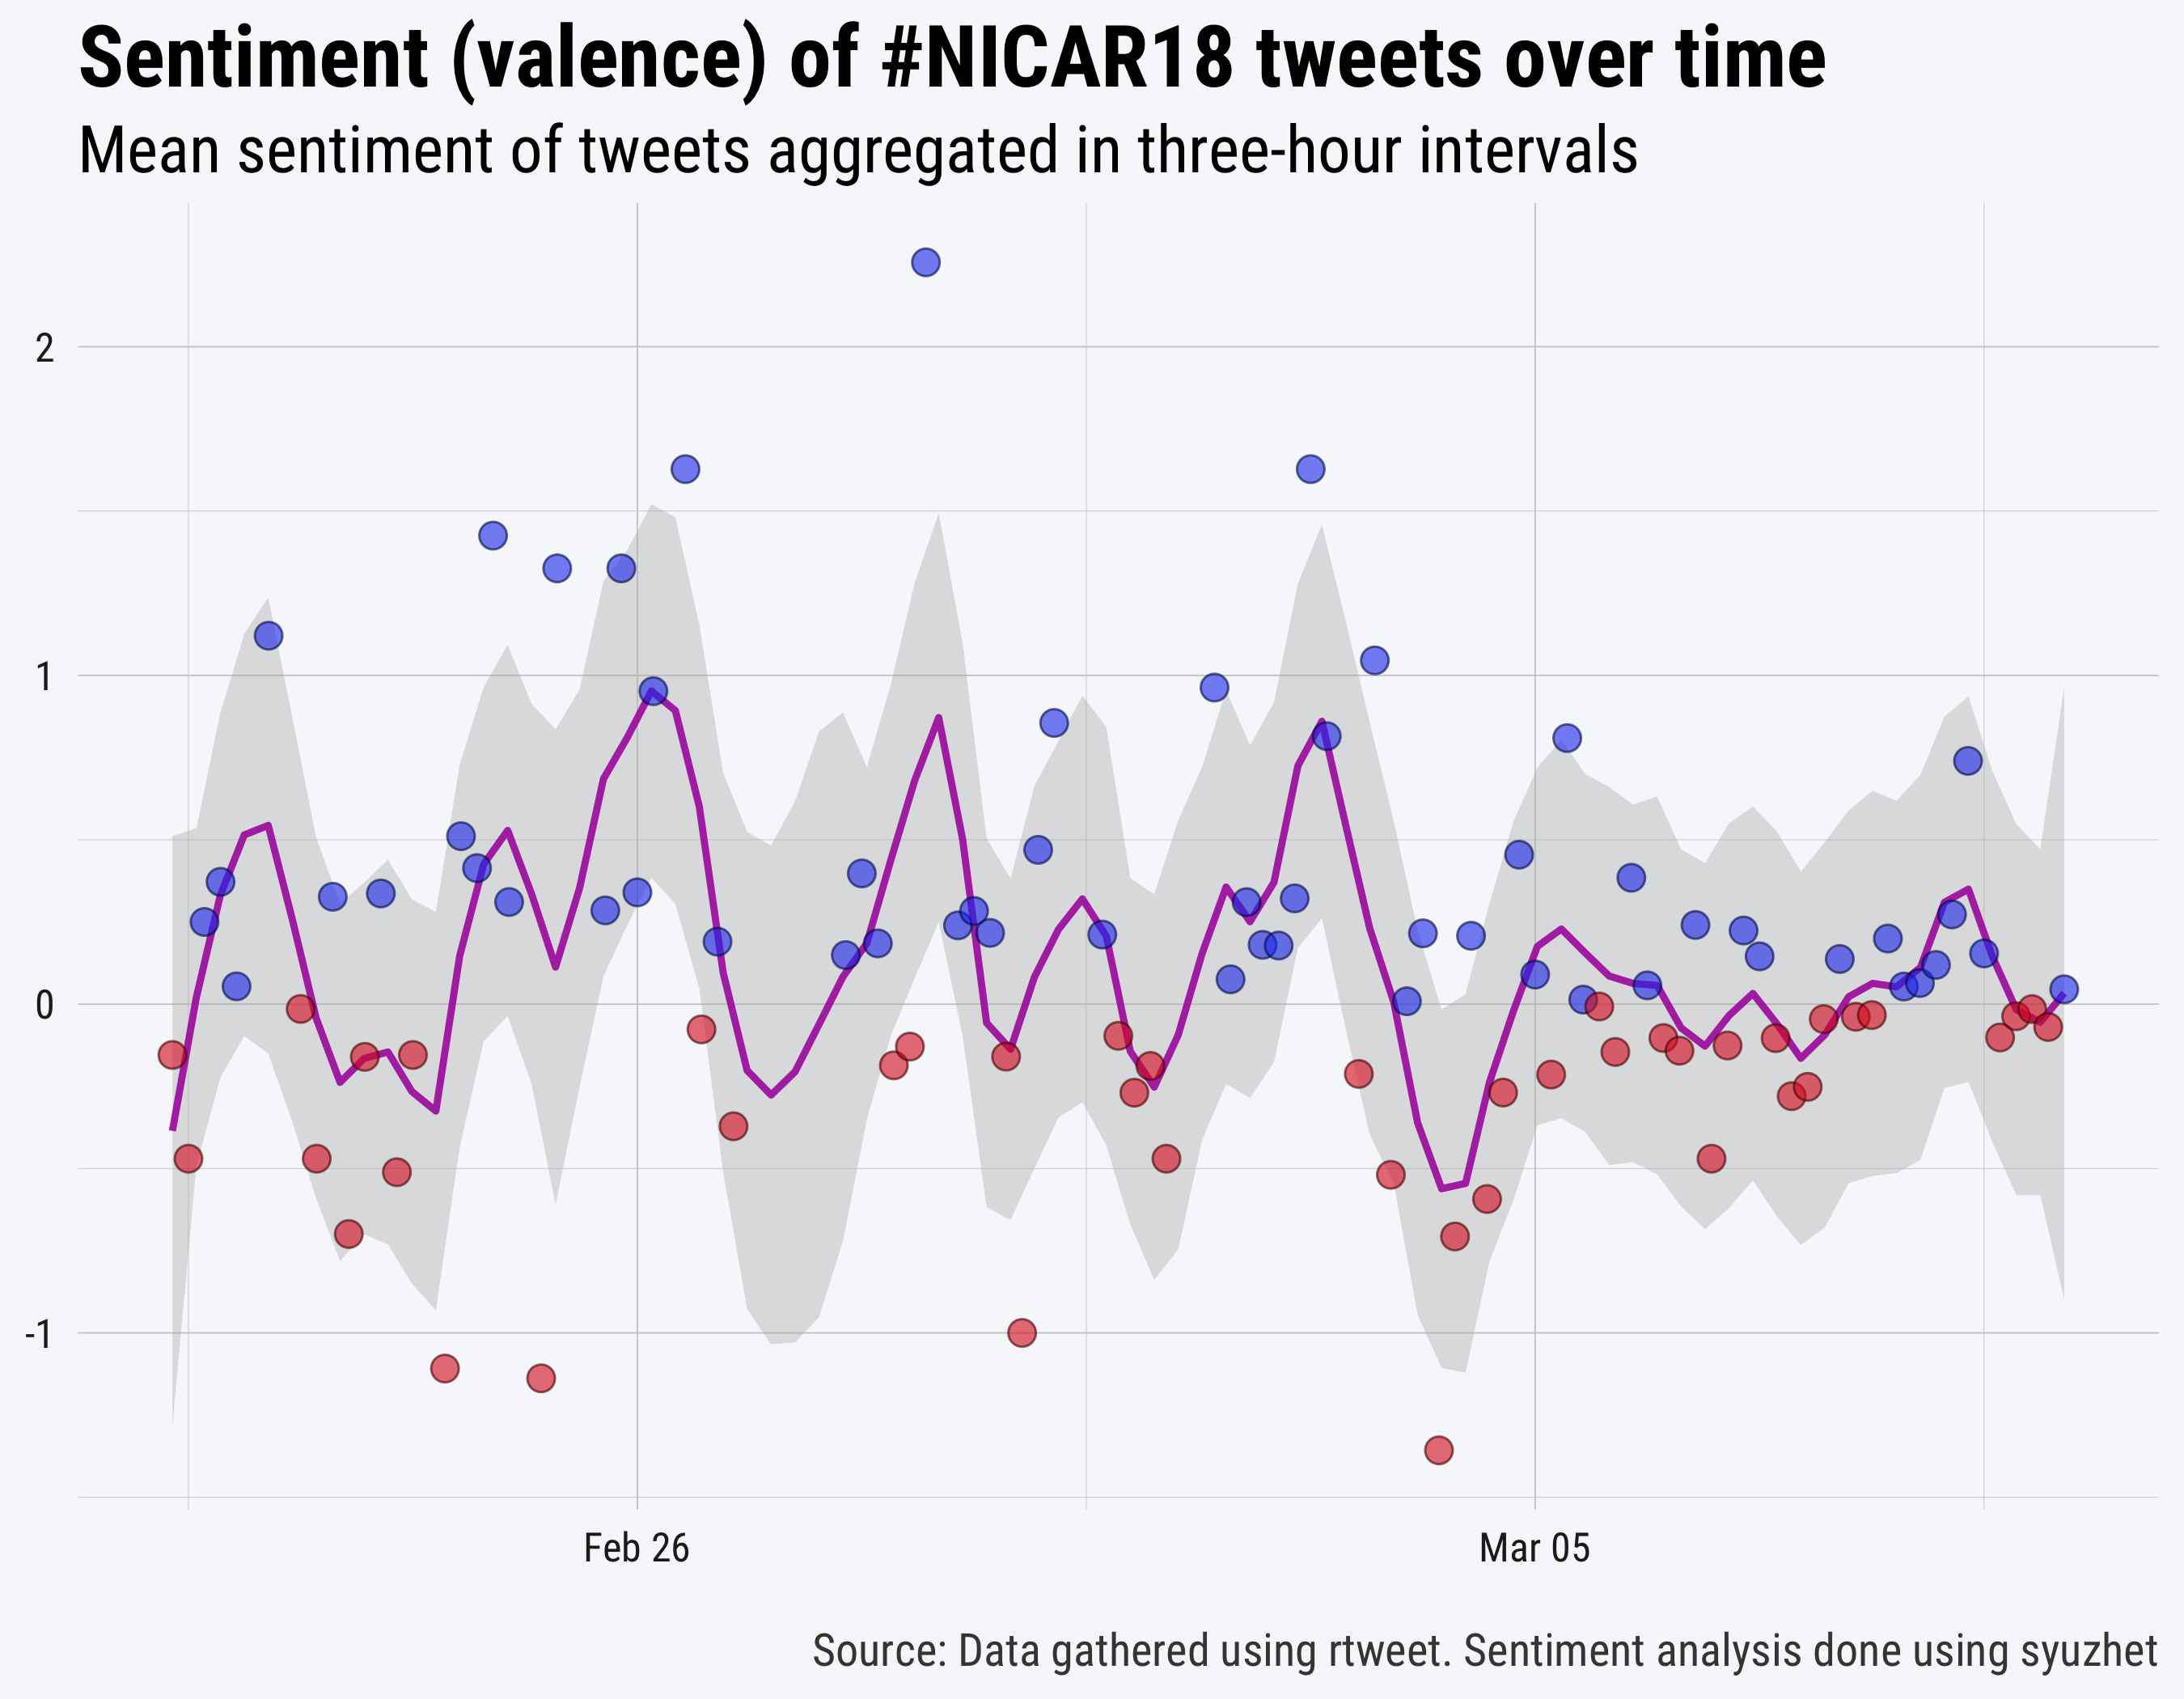 Sentiment (valence) of #NICAR18 tweets over time
Mean sentiment of tweets aggregated in three-hour intervals
2
1
0
-1
Feb 26
Mar 05
Source: Data gathered using rtweet. Sentiment analysis done using syuzhet